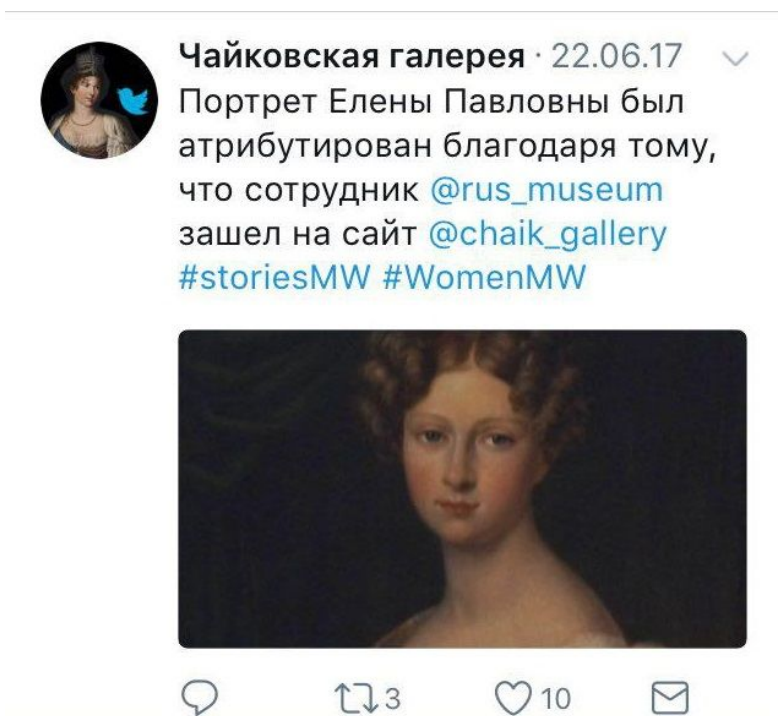 Чайковская галерея · 22.06.17
Портрет Елены Павловны был
атрибутирован благодаря тому,
что сотрудник @rus_museum
зашел на сайт @chaik_gallery
#storiesMW #WomenMW
3 10